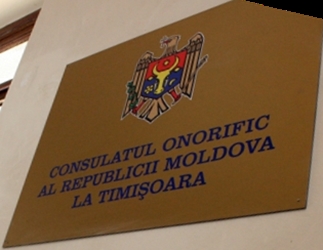 CONSULATUL ONORIFIC
AL REPUBLICII MOLDOVA
LA TIMIŞOARA